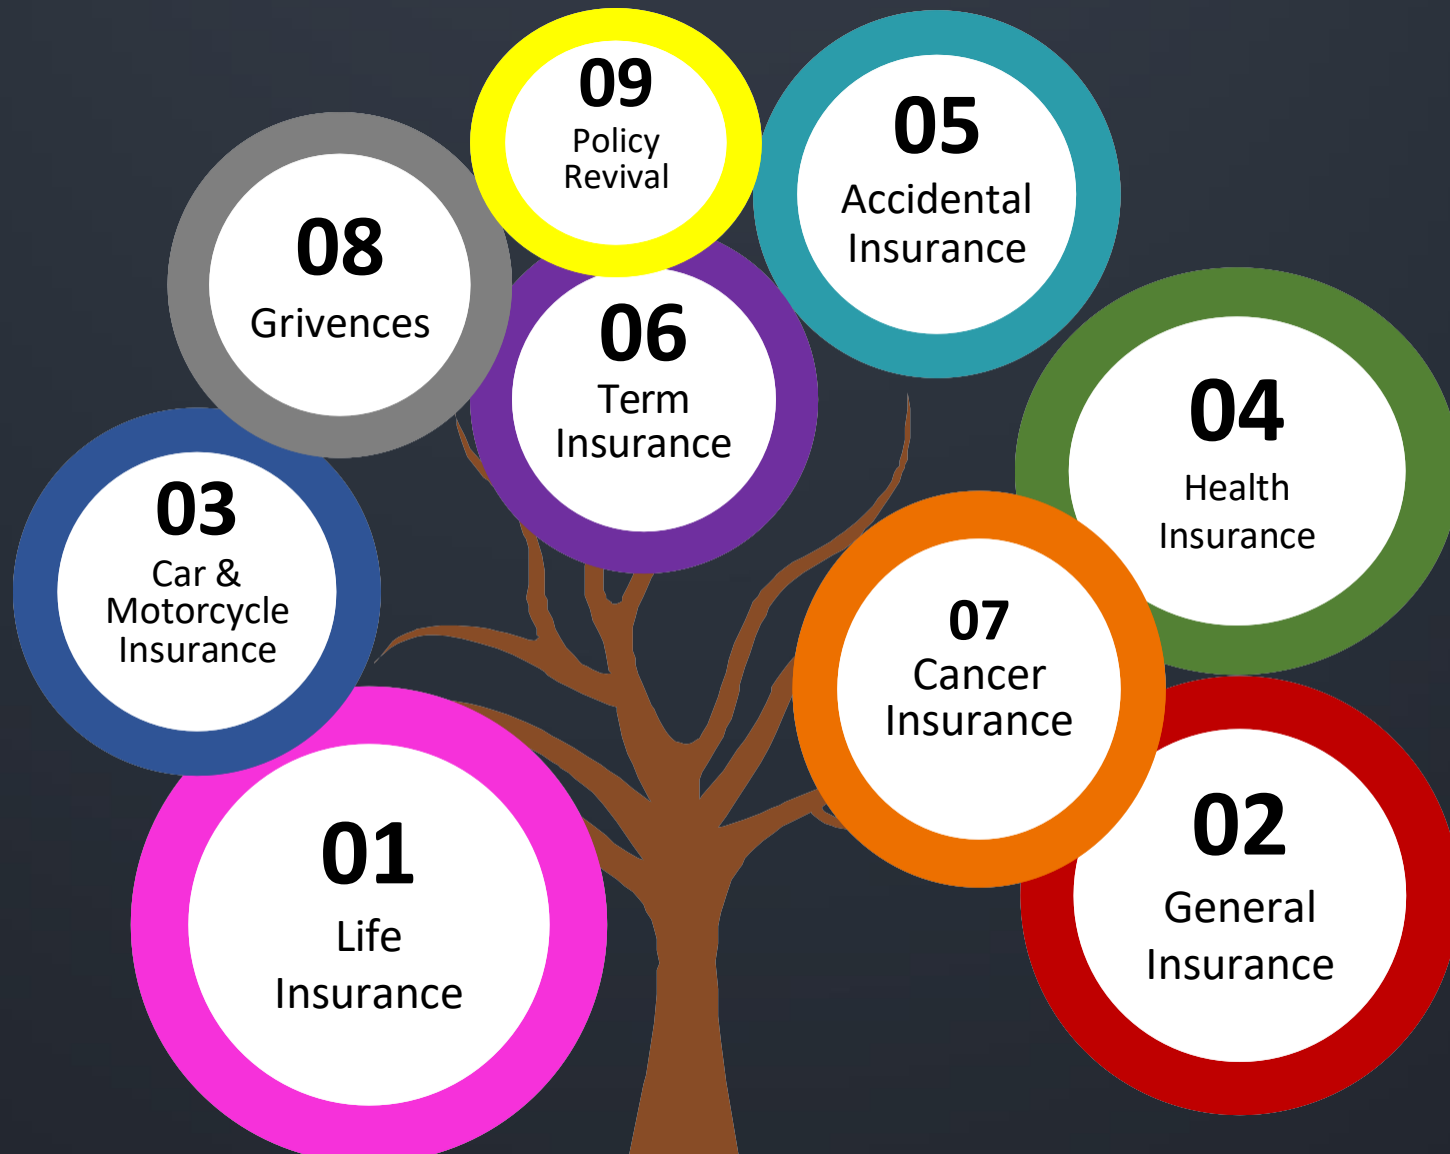 09
Policy
Revival
05
Accidental
Insurance
08
Grivences
06
Term
Insurance
04
Health
Insurance
03
Car &
Motorcycle
Insurance
07
Cancer
Insurance
01
Life
Insurance
02
General
Insurance